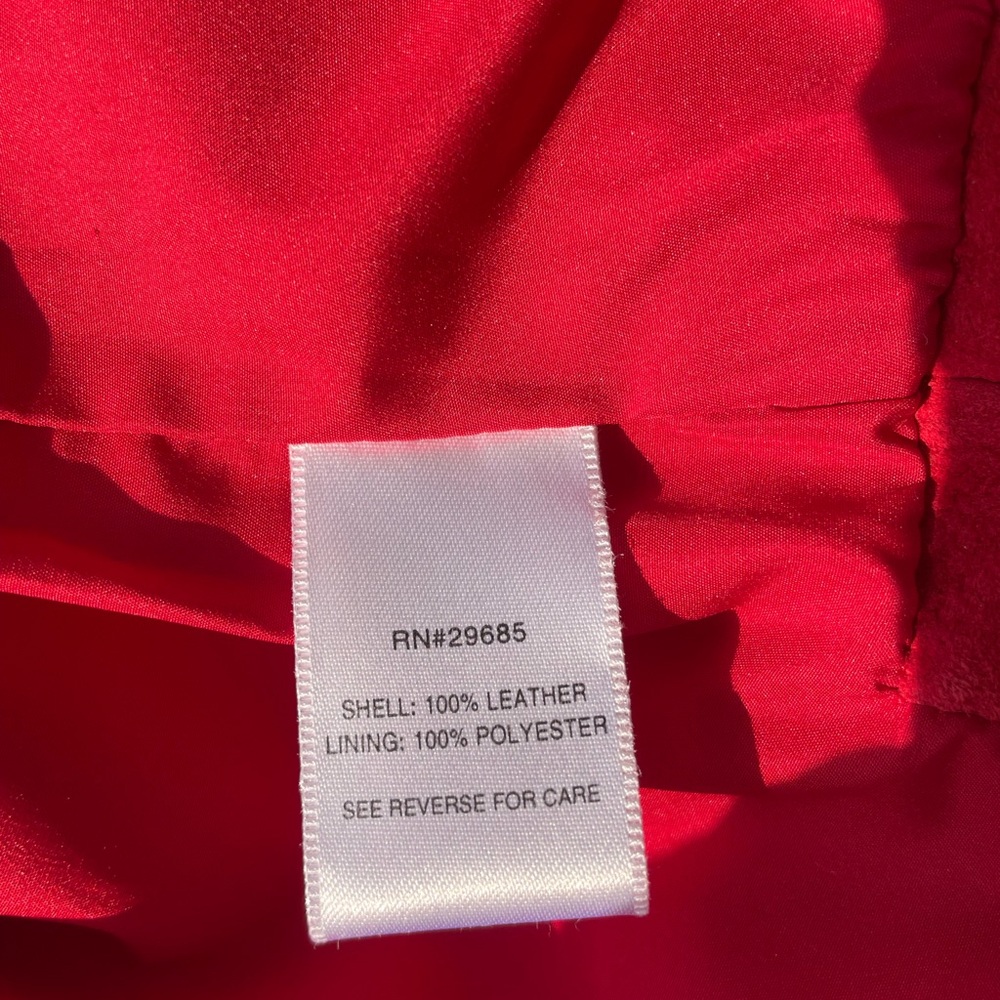 RN#29685
SHELL: 100% LEATHER
LINING: 100% POLYESTER
SEE REVERSE FOR CARE